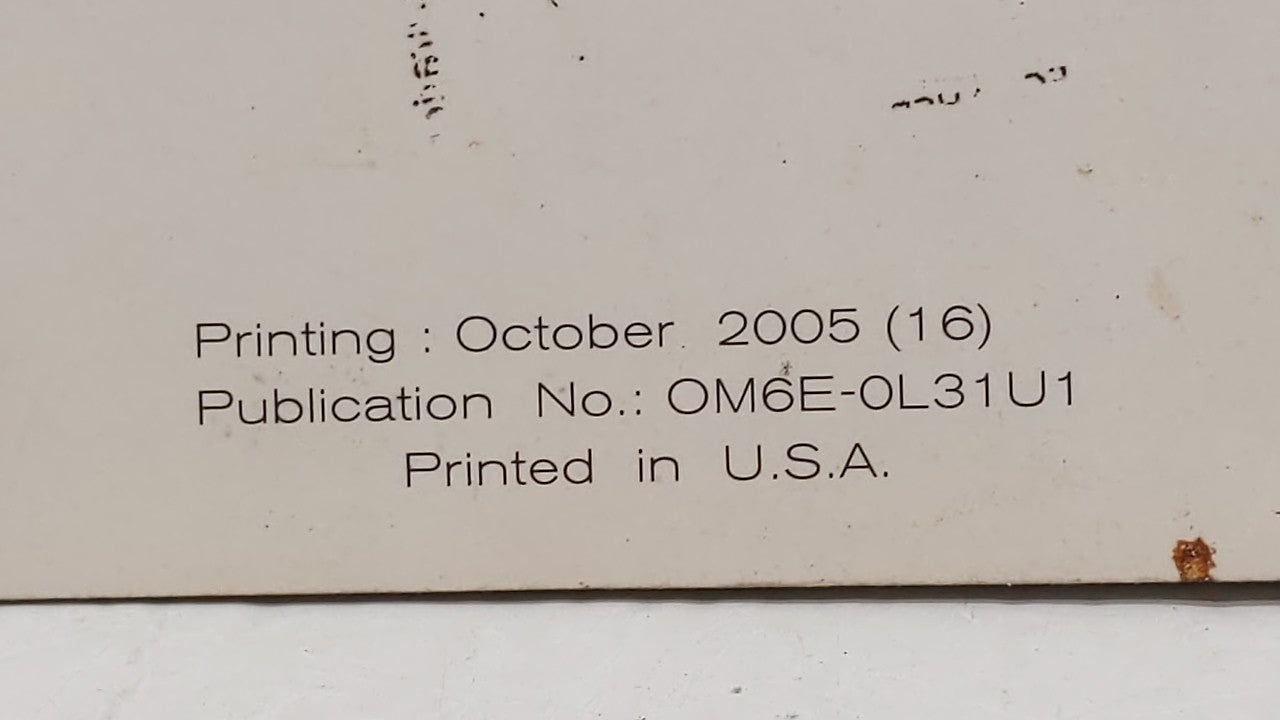 Printing : October 2005 (16)
Publication No.: OM6E-0L31U1
Printed in U.S.A.